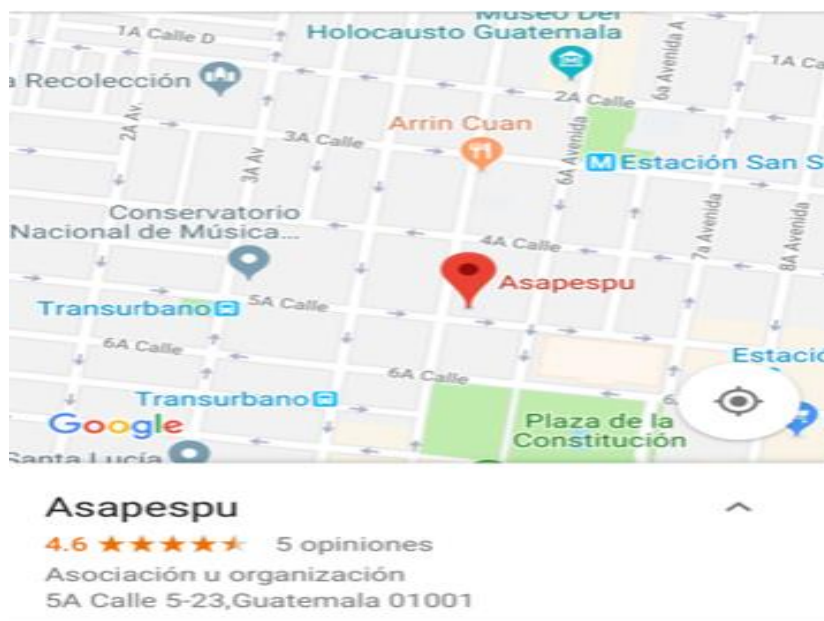 Museo Del
Holocausto Guatemala
1A Calle D
6a Avenida A
1A Ca
a Recolección
2A Calle
2A Av.
Arrin Cuan
3A Calle
3A Av
6A Avenida
M Estación San S
Conservatorio
Nacional de Música...
4A Calle
7a Avenida
8A Avenida
Asapespu
Transurbano
5A Calle
6A Calle
Estació
6A Calle
6
Transurbano
Google
Plaza de la
Constitución
Santa Lucía
Asapespu
4.6 5 opiniones
Asociación u organización
5A Calle 5-23,Guatemala 01001